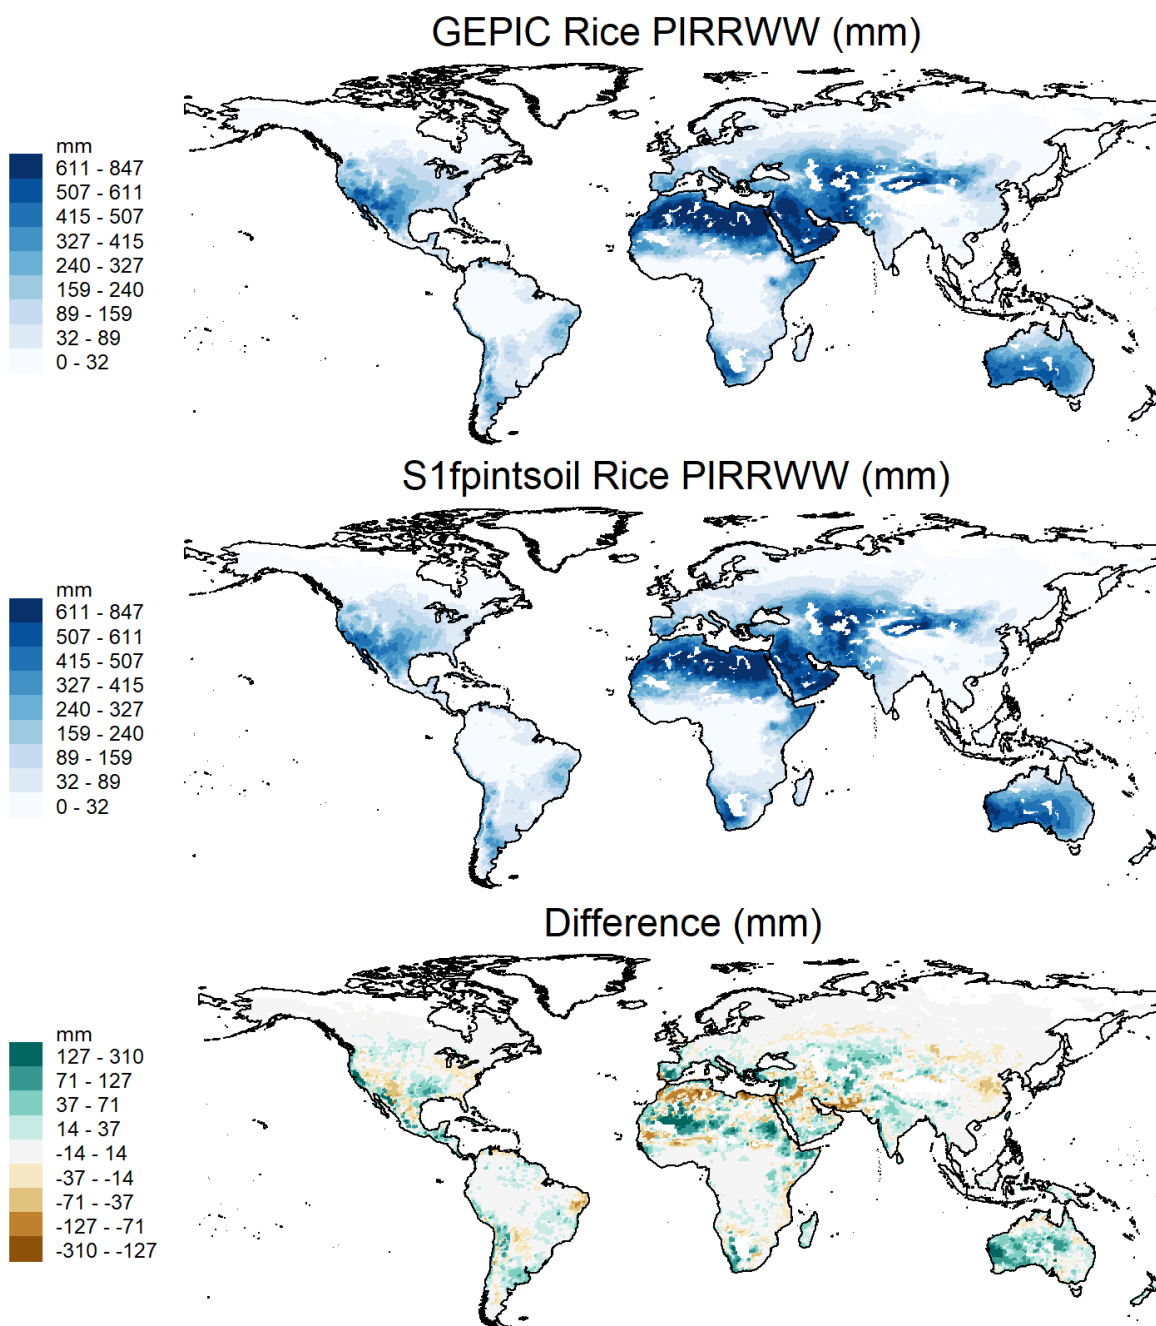 GEPIC Rice PIRRWW (mm)
mm
611 - 847
507 - 611
415 - 507
327 - 415
240 - 327
159 - 240
89 - 159
32 - 89
0 - 32
S1fpintsoil Rice PIRRWW (mm)
mm
611 - 847
507 - 611
415 - 507
327 - 415
240 - 327
159 - 240
89 - 159
32 - 89
0 - 32
Difference (mm)
mm
127 - 310
71 - 127
37 - 71
14 - 37
-14 - 14
-37 - -14
-71 - -37
-127 - -71
-310 - -127